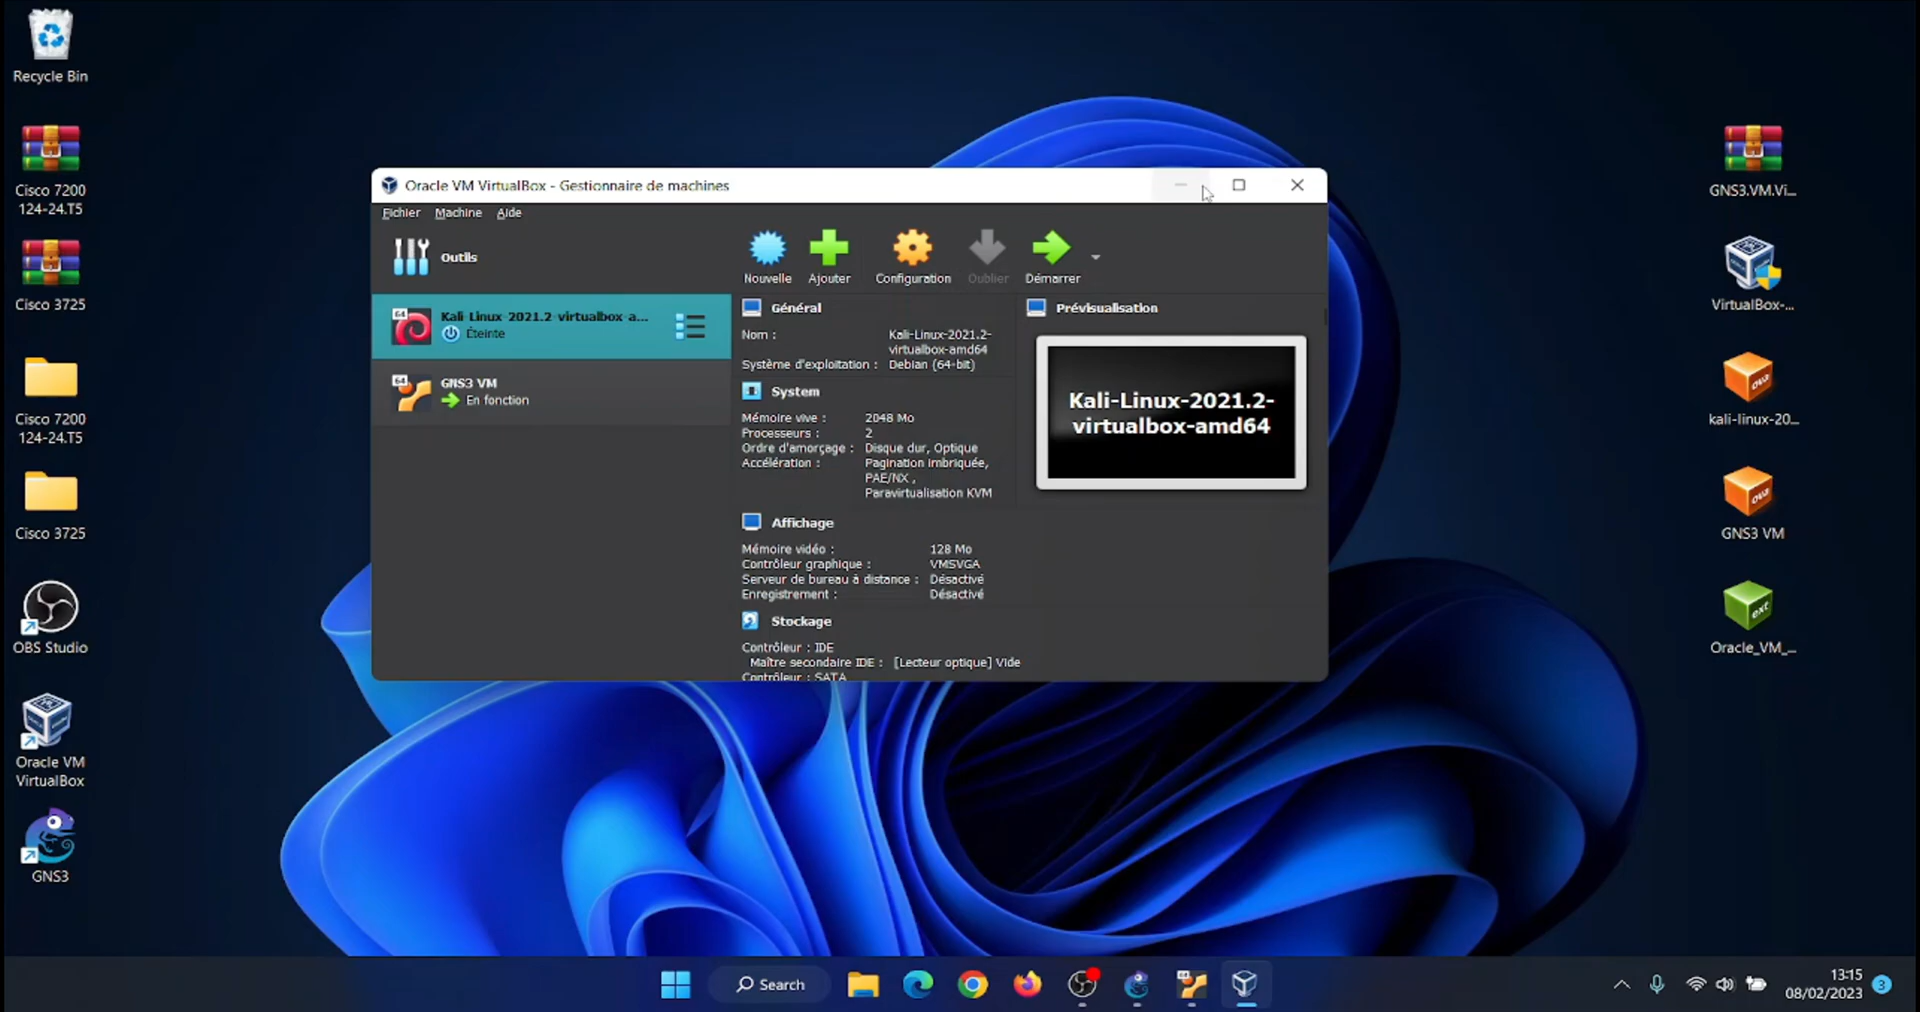 Recycle Bin
Cisco 7200
124-24.T5
Cisco 3725
Cisco 7200
124-24.T5
Cisco 3725
OBS Studio
Oracle VM
VirtualBox
GNS3
Oracle VM VirtualBox - Gestionnaire de machines
Fichier Machine Aide
Outils
64 Kali-Linux-2021.2-virtualbox-a...
Éteinte
64 GNS3 VM
En fonction
Nouvelle Ajouter Configuration Oublier Démarrer
Général
Nom : Kali-Linux-2021.2-
virtualbox-amd64
Système d'exploitation : Debian (64-bit)
System
Mémoire vive : 2048 Mo
Processeurs : 2
Ordre d'amorçage : Disque dur, Optique
Accélération : Pagination imbriquée,
PAE/NX ,
Paravirtualisation KVM
Affichage
Mémoire vidéo : 128 Mo
Contrôleur graphique : VMSVGA
Serveur de bureau à distance : Désactivé
Enregistrement : Désactivé
Stockage
Contrôleur : IDE
Maître secondaire IDE : [Lecteur optique] Vide
Contrôleur : SATA
Prévisualisation
Kali-Linux-2021.2-
virtualbox-amd64
GNS3.VM.Vi...
VirtualBox-...
ova
kali-linux-20...
ova
GNS3 VM
ext
Oracle_VM_...
Search
13:15
08/02/2023
3